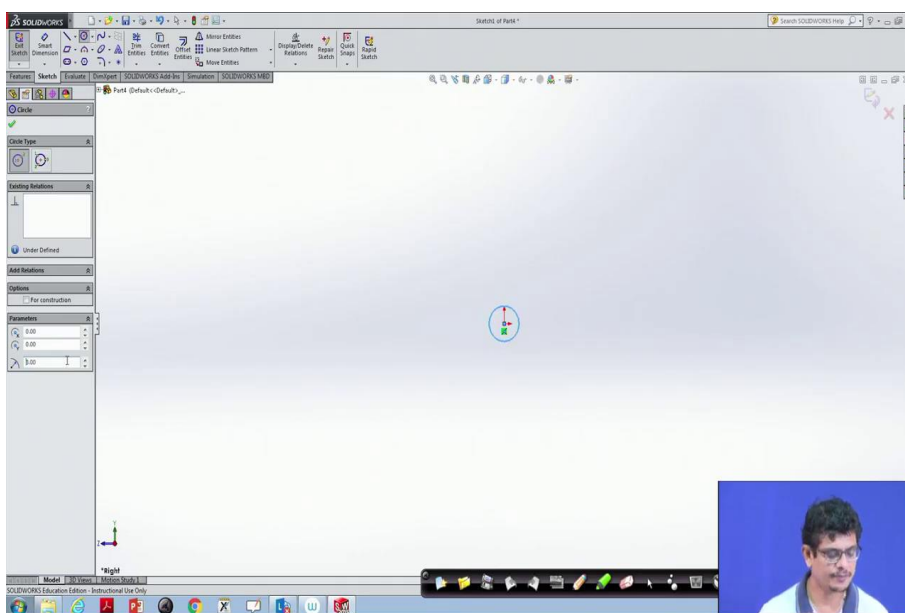 SOLIDWORKS
Sketch1 of Part4 *
Search SOLIDWORKS Help
Exit Sketch
Smart Dimension
Trim Entities
Convert Entities
Offset Entities
Mirror Entities
Linear Sketch Pattern
Move Entities
Display/Delete Relations
Repair Sketch
Quick Snaps
Rapid Sketch
Features Sketch Evaluate DimXpert SOLIDWORKS Add-Ins Simulation SOLIDWORKS MBD
Part4 (Default<<Default>_...
Circle
Circle Type
Existing Relations
Under Defined
Add Relations
Options
For construction
Parameters
0.00
0.00
0.00
Y
Z
*Right
Model 3D Views Motion Study 1
SOLIDWORKS Education Edition - Instructional Use Only